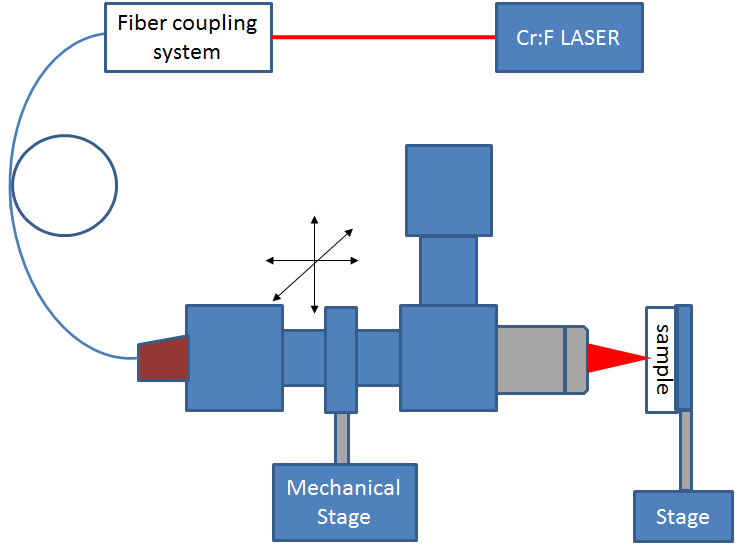 Fiber coupling
system
Cr:F LASER
sample
Mechanical
Stage
Stage